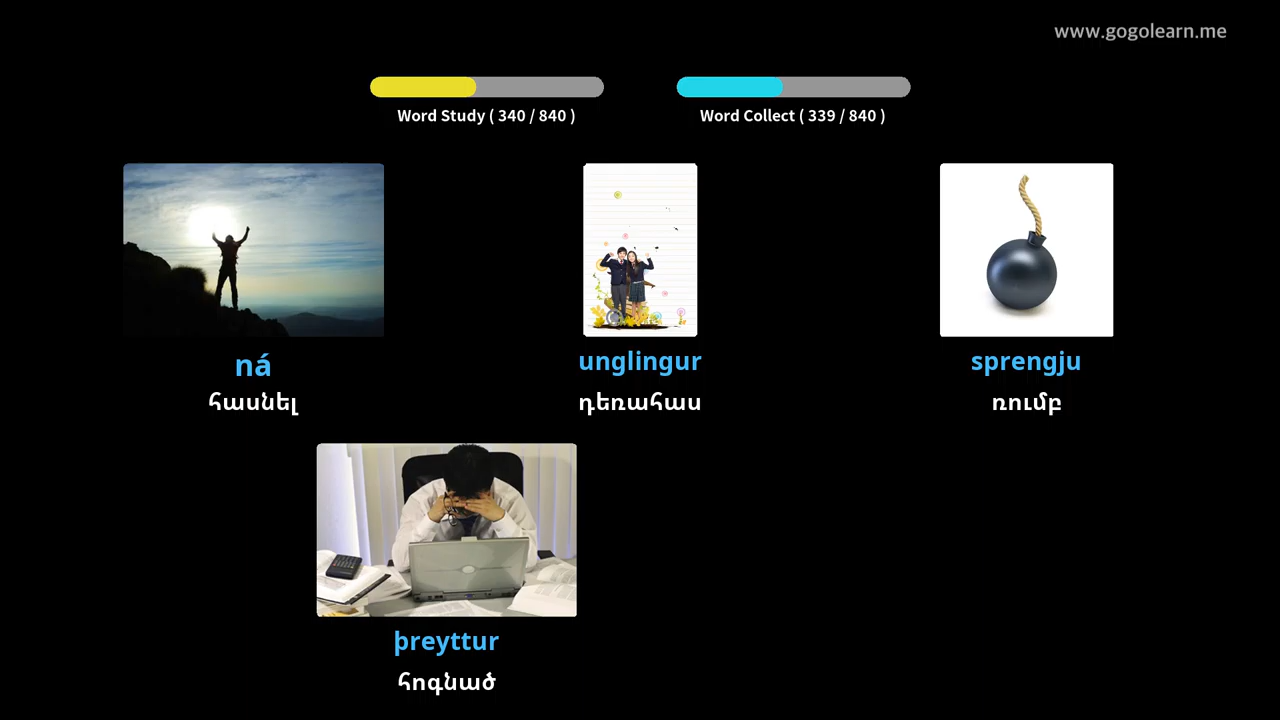 www.gogolearn.me
Word Study ( 340 / 840 )
Word Collect ( 339 / 840 )
ná
հասնել
unglingur
դեռահաս
sprengju
ռումբ
þreyttur
հոգնած